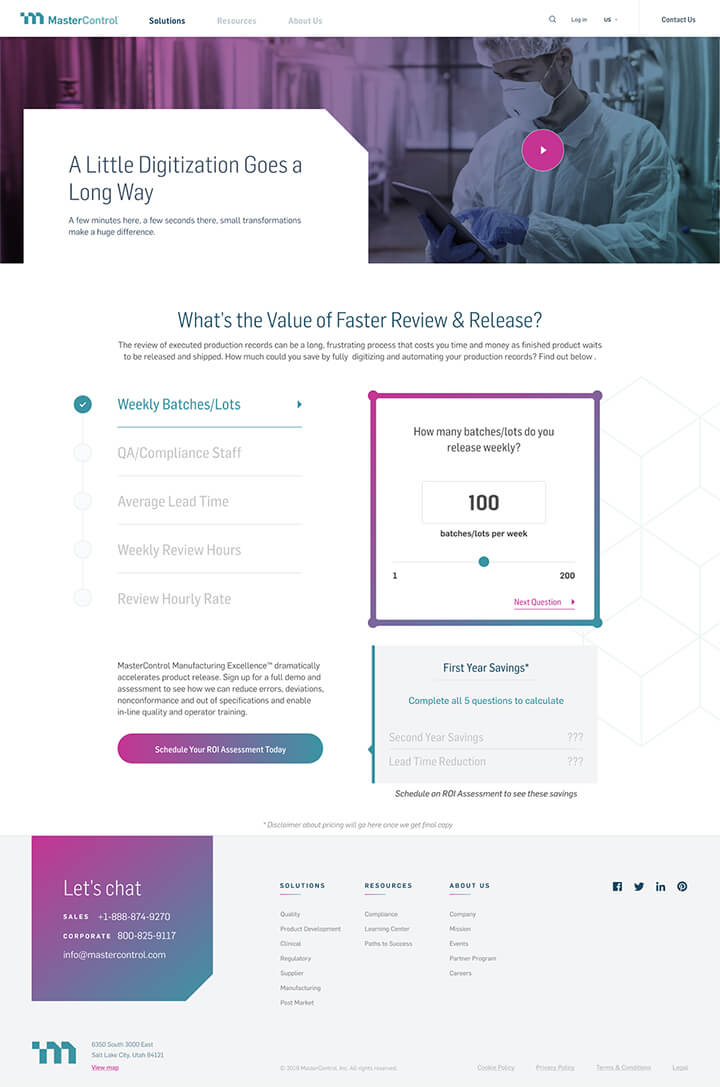 MasterControl
Solutions
Resources
About Us
Log in
US
Contact Us
A Little Digitization Goes a
Long Way
A few minutes here, a few seconds there, small transformations
make a huge difference.
What's the Value of Faster Review & Release?
The review of executed production records can be a long, frustrating process that costs you time and money as finished product waits
to be released and shipped. How much could you save by fully digitizing and automating your production records? Find out below .
Weekly Batches/Lots
QA/Compliance Staff
Average Lead Time
Weekly Review Hours
Review Hourly Rate
How many batches/lots do you
release weekly?
100
batches/lots per week
1
200
Next Question
MasterControl Manufacturing Excellence™ dramatically
accelerates product release. Sign up for a full demo and
assessment to see how we can reduce errors, deviations,
nonconformance and out of specifications and enable
in-line quality and operator training.
Schedule Your ROI Assessment Today
First Year Savings*
Complete all 5 questions to calculate
Second Year Savings ???
Lead Time Reduction ???
Schedule an ROI Assessment to see these savings
* Disclaimer about pricing will go here once we get final copy
Let's chat
SALES +1-888-874-9270
CORPORATE 800-825-9117
info@mastercontrol.com
SOLUTIONS
Quality
Product Development
Clinical
Regulatory
Supplier
Manufacturing
Post Market
RESOURCES
Compliance
Learning Center
Paths to Success
ABOUT US
Company
Mission
Events
Partner Program
Careers
6350 South 3000 East
Salt Lake City, Utah 84121
View map
© 2019 MasterControl, Inc. All rights reserved.
Cookie Policy
Privacy Policy
Terms & Conditions
Legal